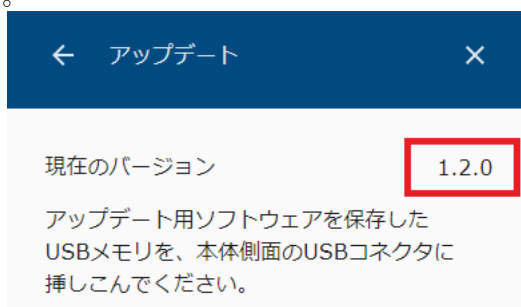 。
← アップデート ×
現在のバージョン 1.2.0
アップデート用ソフトウェアを保存した
USBメモリを、本体側面のUSBコネクタに
挿しこんでください。